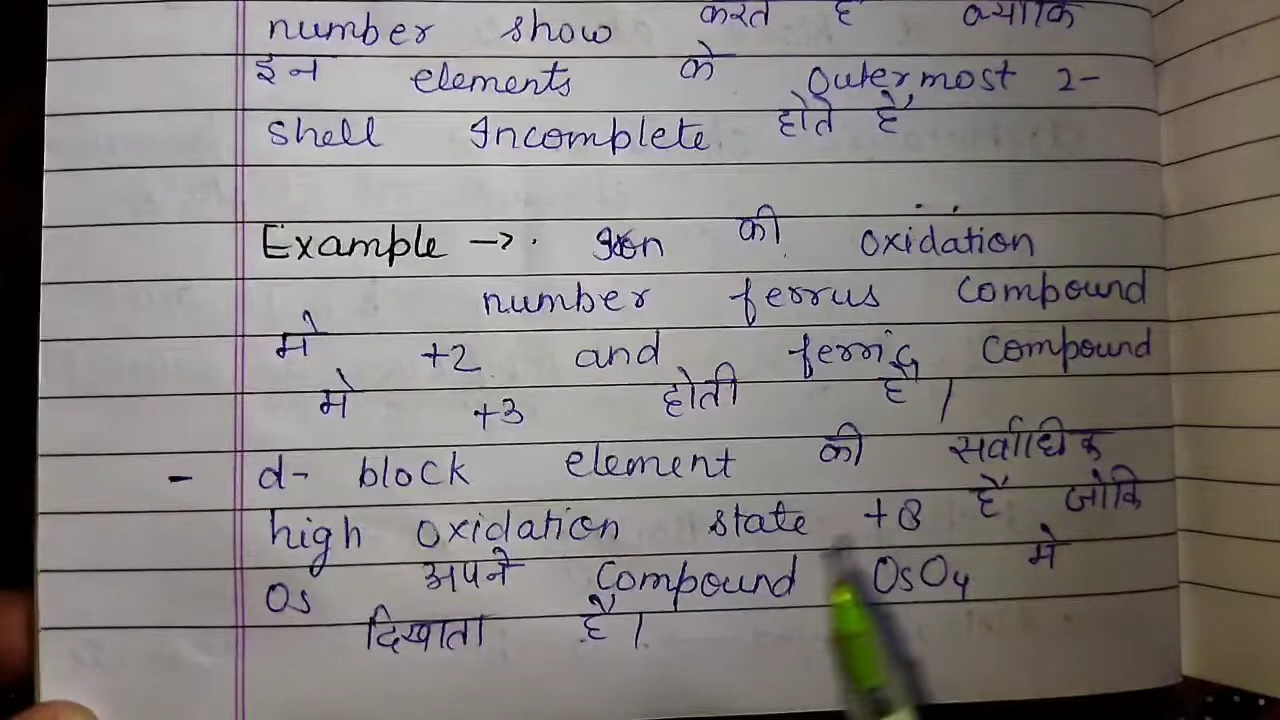 number show करते है क्योंकि
इन elements के outermost 2-
shell Incomplete होते हैं
Example → Iron की oxidation
number ferrus compound
मे +2 and ferric compound
मे +3 होती है।
- d- block element की सर्वाधिक
high oxidation state +8 हैं जोकि
Os अपने compound OsO4 मे
दिखाता हैं।